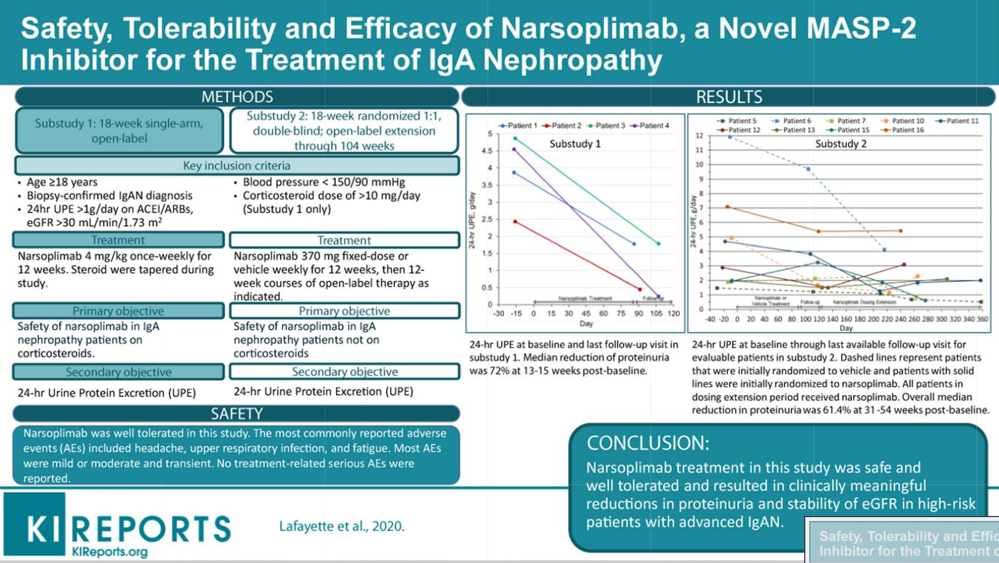 Safety, Tolerability and Efficacy of Narsoplimab, a Novel MASP-2
Inhibitor for the Treatment of IgA Nephropathy
METHODS
Substudy 1: 18-week single-arm,
open-label
Substudy 2: 18-week randomized 1:1,
double-blind; open-label extension
through 104 weeks
Key inclusion criteria
• Age ≥18 years
• Biopsy-confirmed IgAN diagnosis
• 24hr UPE >1g/day on ACEI/ARBs,
eGFR >30 mL/min/1.73 m²
• Blood pressure < 150/90 mmHg
• Corticosteroid dose of >10 mg/day
(Substudy 1 only)
Treatment
Narsoplimab 4 mg/kg once-weekly for
12 weeks. Steroid were tapered during
study.
Treatment
Narsoplimab 370 mg fixed-dose or
vehicle weekly for 12 weeks, then 12-
week courses of open-label therapy as
indicated.
Primary objective
Safety of narsoplimab in IgA
nephropathy patients on
corticosteroids.
Primary objective
Safety of narsoplimab in IgA
nephropathy patients not on
corticosteroids
Secondary objective
24-hr Urine Protein Excretion (UPE)
Secondary objective
24-hr Urine Protein Excretion (UPE)
SAFETY
Narsoplimab was well tolerated in this study. The most commonly reported adverse
events (AEs) included headache, upper respiratory infection, and fatigue. Most AEs
were mild or moderate and transient. No treatment-related serious AEs were
reported.
RESULTS
Patient 1 Patient 2 Patient 3 Patient 4
Substudy 1
24-hr UPE, g/day
5
4.5
4
3.5
3
2.5
2
1.5
1
0.5
0
Narsoplimab Treatment Follow-up
-30 -15 0 15 30 45 60 75 90 105 120
Day
24-hr UPE at baseline and last follow-up visit in
substudy 1. Median reduction of proteinuria
was 72% at 13-15 weeks post-baseline.
Patient 5 Patient 6 Patient 7 Patient 10 Patient 11
Patient 12 Patient 13 Patient 15 Patient 16
Substudy 2
24-hr UPE, g/day
12
11
10
9
8
7
6
5
4
3
2
1
0
Narsoplimab or
Vehicle Treatment Follow-up Narsoplimab Dosing Extension
-40 -20 0 20 40 60 80 100 120 140 160 180 200 220 240 260 280 300 320 340 360
Day
24-hr UPE at baseline through last available follow-up visit for
evaluable patients in substudy 2. Dashed lines represent patients
that were initially randomized to vehicle and patients with solid
lines were initially randomized to narsoplimab. All patients in
dosing extension period received narsoplimab. Overall median
reduction in proteinuria was 61.4% at 31-54 weeks post-baseline.
CONCLUSION:
Narsoplimab treatment in this study was safe and
well tolerated and resulted in clinically meaningful
reductions in proteinuria and stability of eGFR in high-risk
patients with advanced IgAN.
KI REPORTS
KIReports.org
Lafayette et al., 2020.
Safety, Tolerability and Effic
Inhibitor for the Treatment o